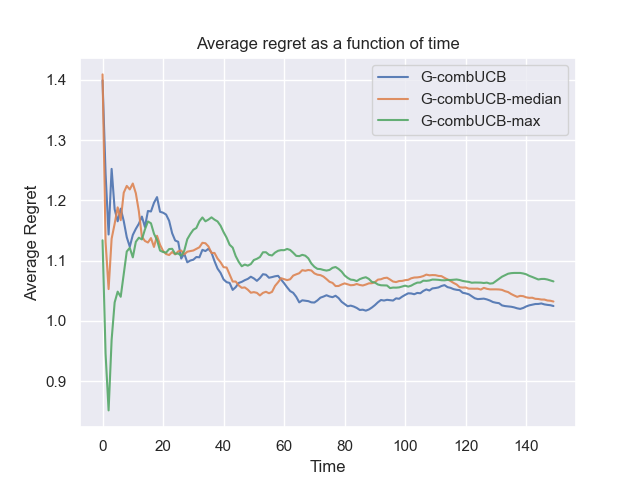 Average regret as a function of time
G-combUCB
G-combUCB-median
G-combUCB-max
Average Regret
1.4
1.3
1.2
1.1
1.0
0.9
0 20 40 60 80 100 120 140
Time